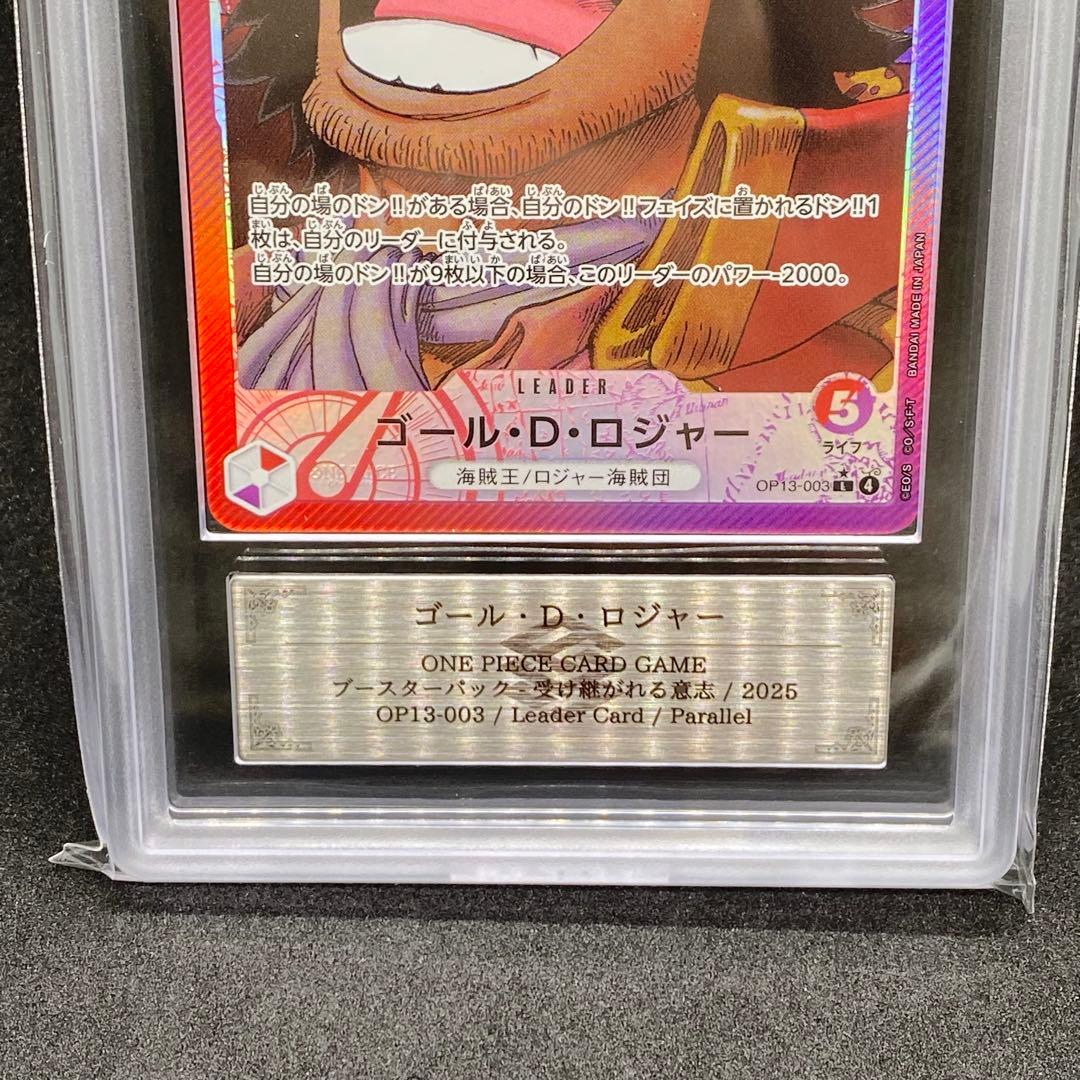 自分の場のドン!!がある場合、自分のドン!!フェイズに置かれるドン!!1
枚は、自分のリーダーに付与される。
自分の場のドン!!が9枚以下の場合、このリーダーのパワー-2000。
LEADER
ゴール・D・ロジャー
海賊王/ロジャー海賊団
5
ライフ
OP13-003 L 4
©EO/S ©O/S・F・T BANDAI MADE IN JAPAN
ゴール・D・ロジャー
ONE PIECE CARD GAME
ブースターパック - 受け継がれる意志 / 2025
OP13-003 / Leader Card / Parallel